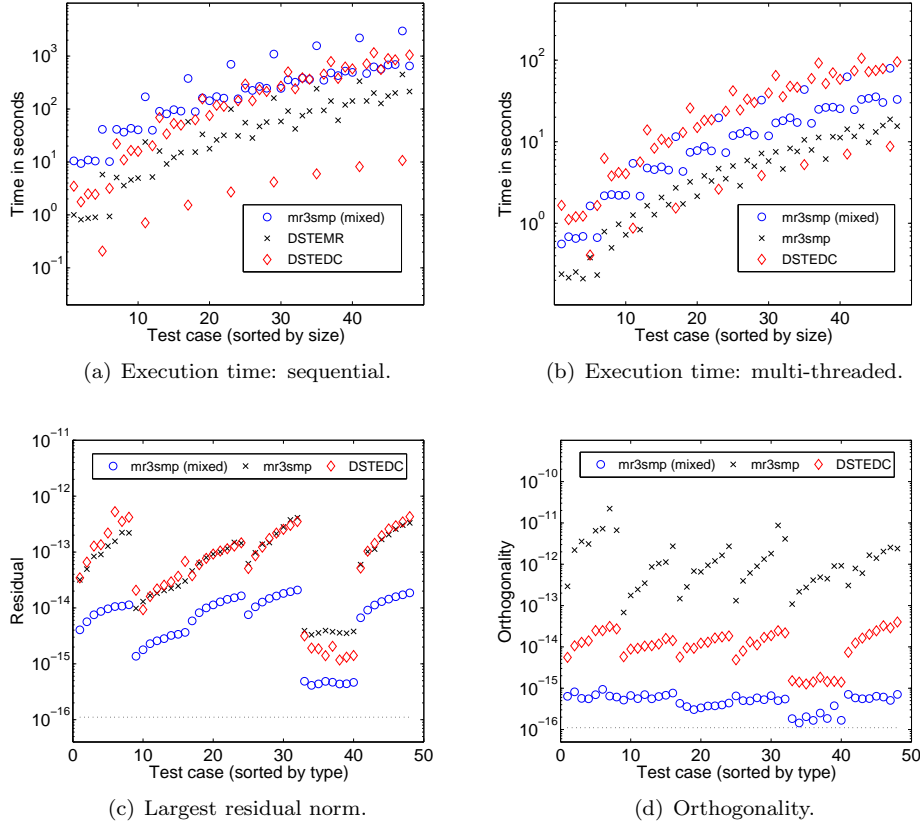 10^3
10^2
10^1
10^0
10^-1
Time in seconds
mr3smp (mixed)
DSTEMR
DSTEDC
10 20 30 40
Test case (sorted by size)
(a) Execution time: sequential.
10^2
10^1
10^0
Time in seconds
mr3smp (mixed)
mr3smp
DSTEDC
10 20 30 40
Test case (sorted by size)
(b) Execution time: multi-threaded.
10^-11
10^-12
10^-13
10^-14
10^-15
10^-16
Residual
mr3smp (mixed) mr3smp DSTEDC
0 10 20 30 40 50
Test case (sorted by type)
(c) Largest residual norm.
10^-10
10^-11
10^-12
10^-13
10^-14
10^-15
10^-16
Orthogonality
mr3smp (mixed) mr3smp DSTEDC
0 10 20 30 40 50
Test case (sorted by type)
(d) Orthogonality.